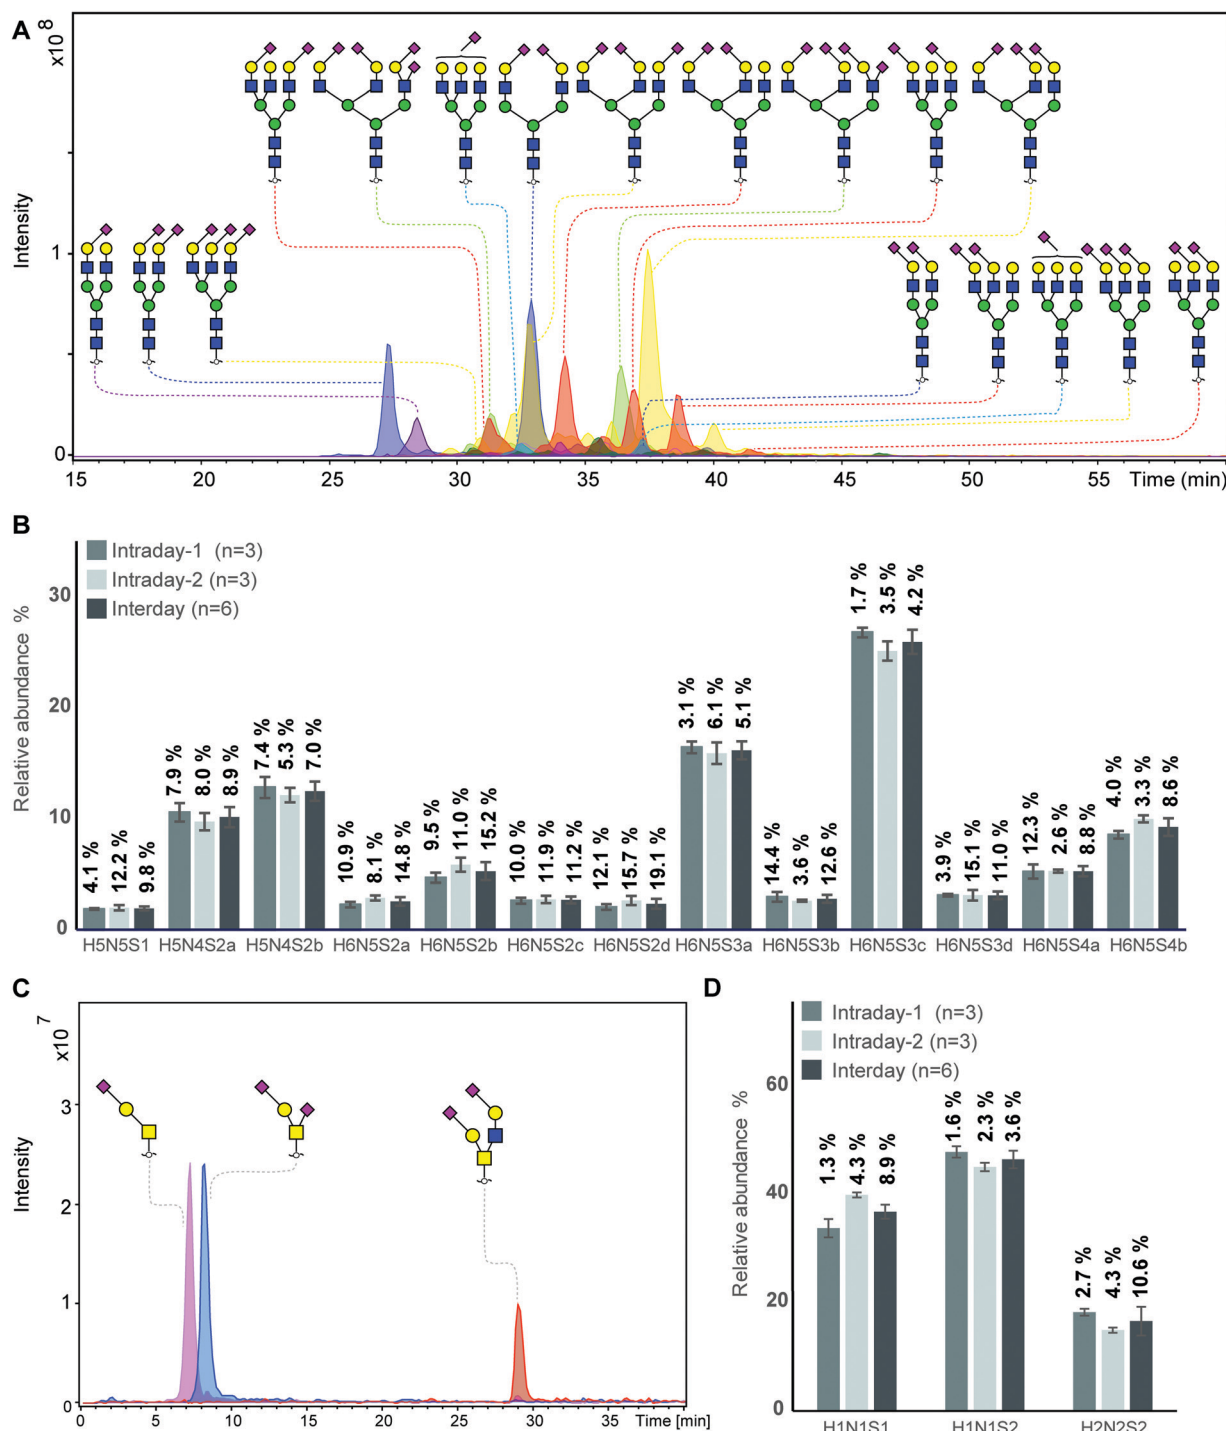 A
x10
8
Intensity
1
0
15 20 25 30 35 40 45 50 55 Time (min)
B
Intraday-1 (n=3)
Intraday-2 (n=3)
Interday (n=6)
Relative abundance %
30
20
10
0
4.1 % 12.2 % 9.8 %
7.9 % 8.0 % 8.9 %
7.4 % 5.3 % 7.0 %
10.9 % 8.1 % 14.8 %
9.5 % 11.0 % 15.2 %
10.0 % 11.9 % 11.2 %
12.1 % 15.7 % 19.1 %
3.1 % 6.1 % 5.1 %
14.4 % 3.6 % 12.6 %
1.7 % 3.5 % 4.2 %
3.9 % 15.1 % 11.0 %
12.3 % 2.6 % 8.8 %
4.0 % 3.3 % 8.6 %
H5N5S1 H5N4S2a H5N4S2b H6N5S2a H6N5S2b H6N5S2c H6N5S2d H6N5S3a H6N5S3b H6N5S3c H6N5S3d H6N5S4a H6N5S4b
C
x10
7
Intensity
3
2
1
0
0 5 10 15 20 25 30 35 Time [min]
D
Intraday-1 (n=3)
Intraday-2 (n=3)
Interday (n=6)
Relative abundance %
60
40
20
0
1.3 % 4.3 % 8.9 %
1.6 % 2.3 % 3.6 %
2.7 % 4.3 % 10.6 %
H1N1S1 H1N1S2 H2N2S2